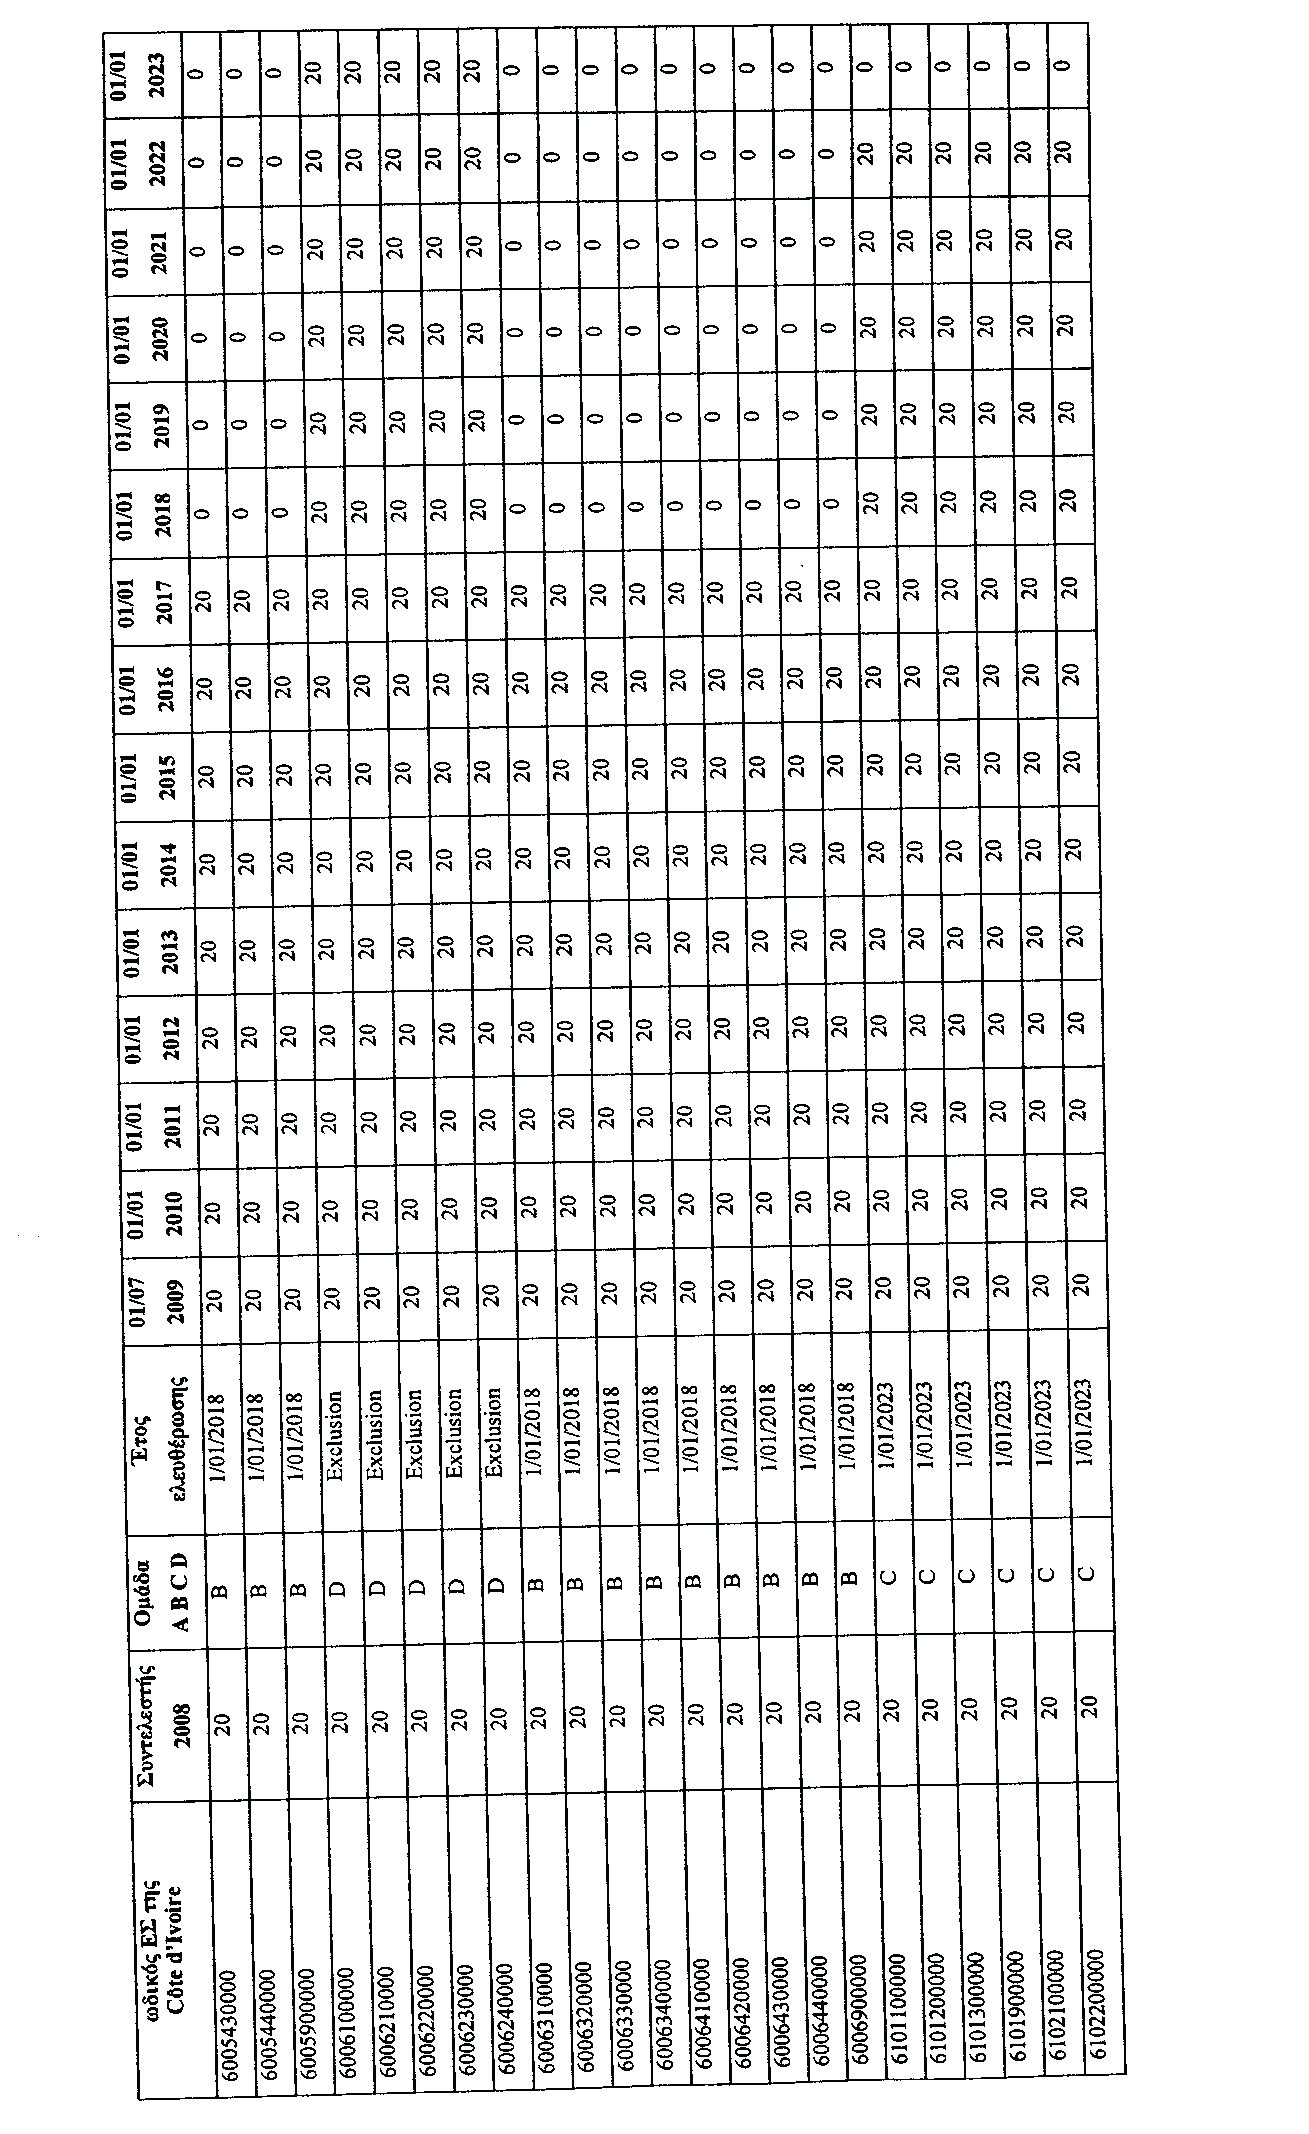 ωδικός ΕΣ της Συντελεστής Ομάδα Έτος 01/07 01/01 01/01 01/01 01/01 01/01 01/01 01/01 01/01 01/01 01/01 01/01 01/01 01/01 01/01
Côte d'Ivoire 2008 A B C D ελευθέρωσης 2009 2010 2011 2012 2013 2014 2015 2016 2017 2018 2019 2020 2021 2022 2023
6005430000 20 B 1/01/2018 20 20 20 20 20 20 20 20 20 0 0 0 0 0 0
6005440000 20 B 1/01/2018 20 20 20 20 20 20 20 20 20 0 0 0 0 0 0
6005900000 20 B 1/01/2018 20 20 20 20 20 20 20 20 20 0 0 0 0 0 0
6006100000 20 D Exclusion 20 20 20 20 20 20 20 20 20 20 20 20 20 20 20
6006210000 20 D Exclusion 20 20 20 20 20 20 20 20 20 20 20 20 20 20 20
6006220000 20 D Exclusion 20 20 20 20 20 20 20 20 20 20 20 20 20 20 20
6006230000 20 D Exclusion 20 20 20 20 20 20 20 20 20 20 20 20 20 20 20
6006240000 20 D Exclusion 20 20 20 20 20 20 20 20 20 20 20 20 20 20 20
6006310000 20 B 1/01/2018 20 20 20 20 20 20 20 20 20 0 0 0 0 0 0
6006320000 20 B 1/01/2018 20 20 20 20 20 20 20 20 20 0 0 0 0 0 0
6006330000 20 B 1/01/2018 20 20 20 20 20 20 20 20 20 0 0 0 0 0 0
6006340000 20 B 1/01/2018 20 20 20 20 20 20 20 20 20 0 0 0 0 0 0
6006410000 20 B 1/01/2018 20 20 20 20 20 20 20 20 20 0 0 0 0 0 0
6006420000 20 B 1/01/2018 20 20 20 20 20 20 20 20 20 0 0 0 0 0 0
6006430000 20 B 1/01/2018 20 20 20 20 20 20 20 20 20 0 0 0 0 0 0
6006440000 20 B 1/01/2018 20 20 20 20 20 20 20 20 20 0 0 0 0 0 0
6006900000 20 B 1/01/2018 20 20 20 20 20 20 20 20 20 0 0 0 0 0 0
6101100000 20 C 1/01/2023 20 20 20 20 20 20 20 20 20 20 20 20 20 20 0
6101200000 20 C 1/01/2023 20 20 20 20 20 20 20 20 20 20 20 20 20 20 0
6101300000 20 C 1/01/2023 20 20 20 20 20 20 20 20 20 20 20 20 20 20 0
6101900000 20 C 1/01/2023 20 20 20 20 20 20 20 20 20 20 20 20 20 20 0
6102100000 20 C 1/01/2023 20 20 20 20 20 20 20 20 20 20 20 20 20 20 0
6102200000 20 C 1/01/2023 20 20 20 20 20 20 20 20 20 20 20 20 20 20 0